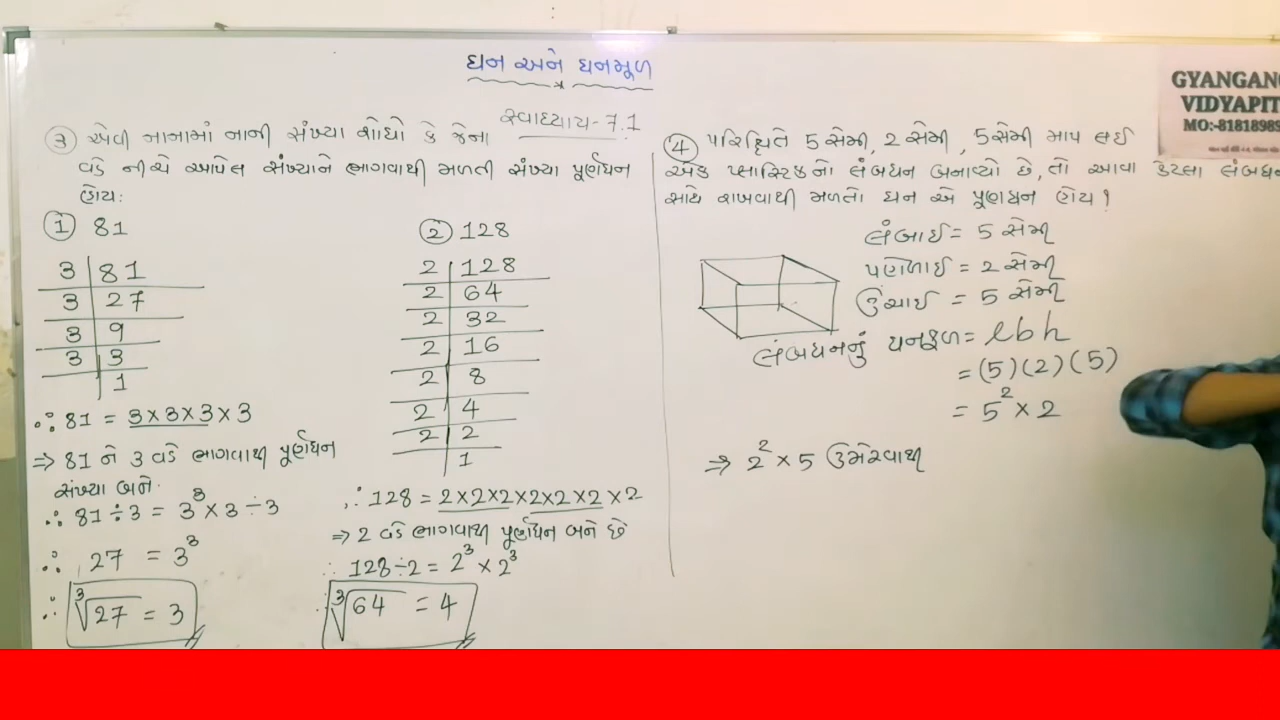 ઘન અને ઘનમૂળ
સ્વાધ્યાય-7.1
③ એવી નાનામાં નાની સંખ્યા શોધો કે જેના
વડે નીચે આપેલ સંખ્યાને ભાગવાથી મળતી સંખ્યા પૂર્ણઘન
હોય:
① 81
3 | 81
3 | 27
3 | 9
3 | 3
1
∴ 81 = 3×3×3×3
⇒ 81 ને 3 વડે ભાગવાથી પૂર્ણઘન
સંખ્યા બને.
∴ 81÷3 = 3³×3÷3
∴ 27 = 3³
∴ ∛27 = 3
② 128
2 | 128
2 | 64
2 | 32
2 | 16
2 | 8
2 | 4
2 | 2
1
∴ 128 = 2×2×2×2×2×2×2
⇒ 2 વડે ભાગવાથી પૂર્ણઘન બને છે
∴ 128÷2 = 2³×2³
∴ ∛64 = 4
④ પરિક્ષિતે 5 સેમી, 2 સેમી, 5 સેમી માપ લઈ
એક પ્લાસ્ટિકનો લંબઘન બનાવ્યો છે, તો આવા કેટલા લંબઘન
સાથે રાખવાથી મળતો ઘન એ પૂર્ણઘન હોય!
લંબાઈ = 5 સેમી
પહોળાઈ = 2 સેમી
ઉંચાઈ = 5 સેમી
લંબઘનનું ઘનફળ = lbh
= (5)(2)(5)
= 5²×2
⇒ 2²×5 ઉમેરવાથી
GYANGANG
VIDYAPIT
MO:-8181898